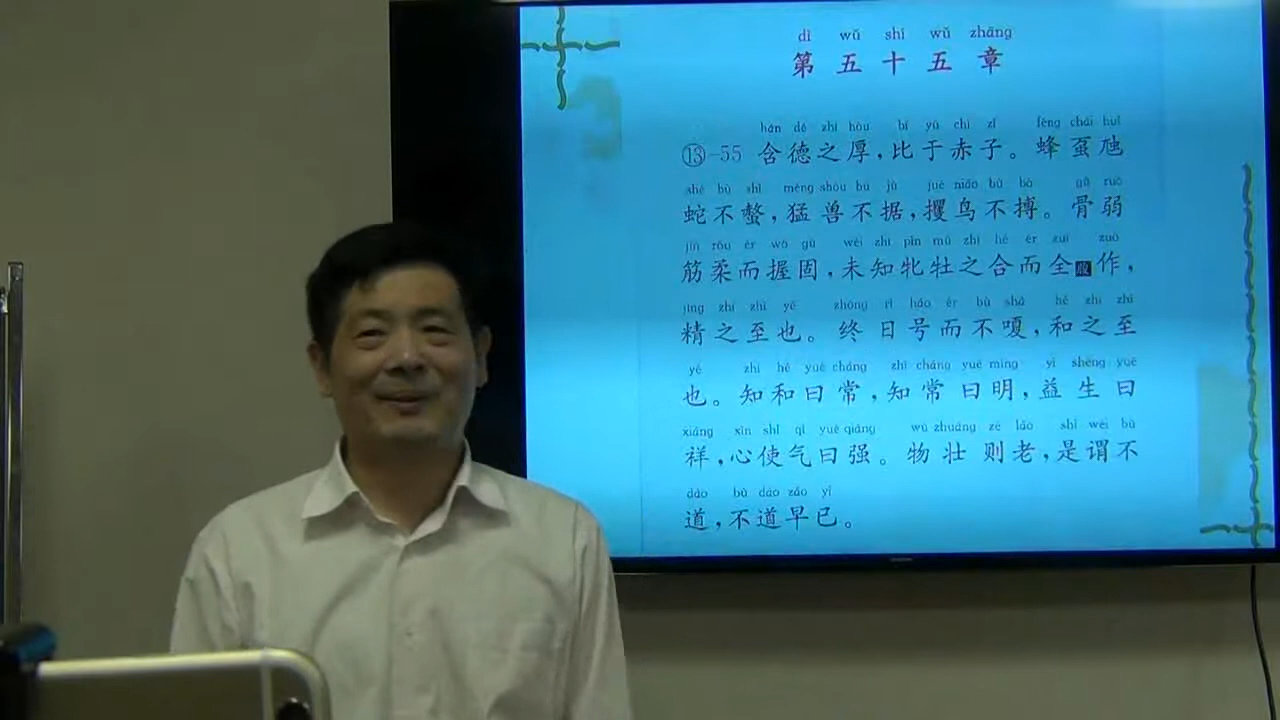 dì wǔ shí wǔ zhāng
第五十五章
hán dé zhī hòu bǐ yú chì zǐ fēng chài huǐ
⑬-55 含德之厚，比于赤子。蜂虿虺
shé bù shì měng shòu bù jù jué niǎo bù bó gǔ ruò
蛇不螫，猛兽不据，攫鸟不搏。骨弱
jīn róu ér wò gù wèi zhī pìn mǔ zhī hé ér zuī zuò
筋柔而握固，未知牝牡之合而全作，
jīng zhī zhì yě zhōng rì háo ér bù shà hé zhī zhì
精之至也。终日号而不嗄，和之至
yě zhī hé yuē cháng zhī cháng yuē míng yì shēng yuē
也。知和曰常，知常曰明，益生曰
xiáng xīn shǐ qì yuē qiáng wù zhuàng zé lǎo shì wèi bù
祥，心使气曰强。物壮则老，是谓不
dào bù dào zǎo yǐ
道，不道早已。